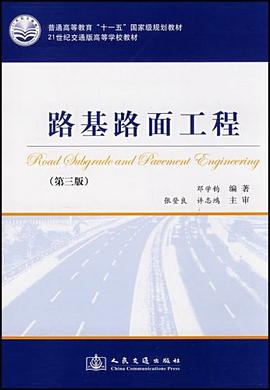 普通高等教育“十一五”国家级规划教材
21世纪交通版高等学校教材
路基路面工程
Road Subgrade and Pavement Engineering
(第三版)
邓学钧 编著
张登良 许志鸿 主审
人民交通出版社
China Communications Press